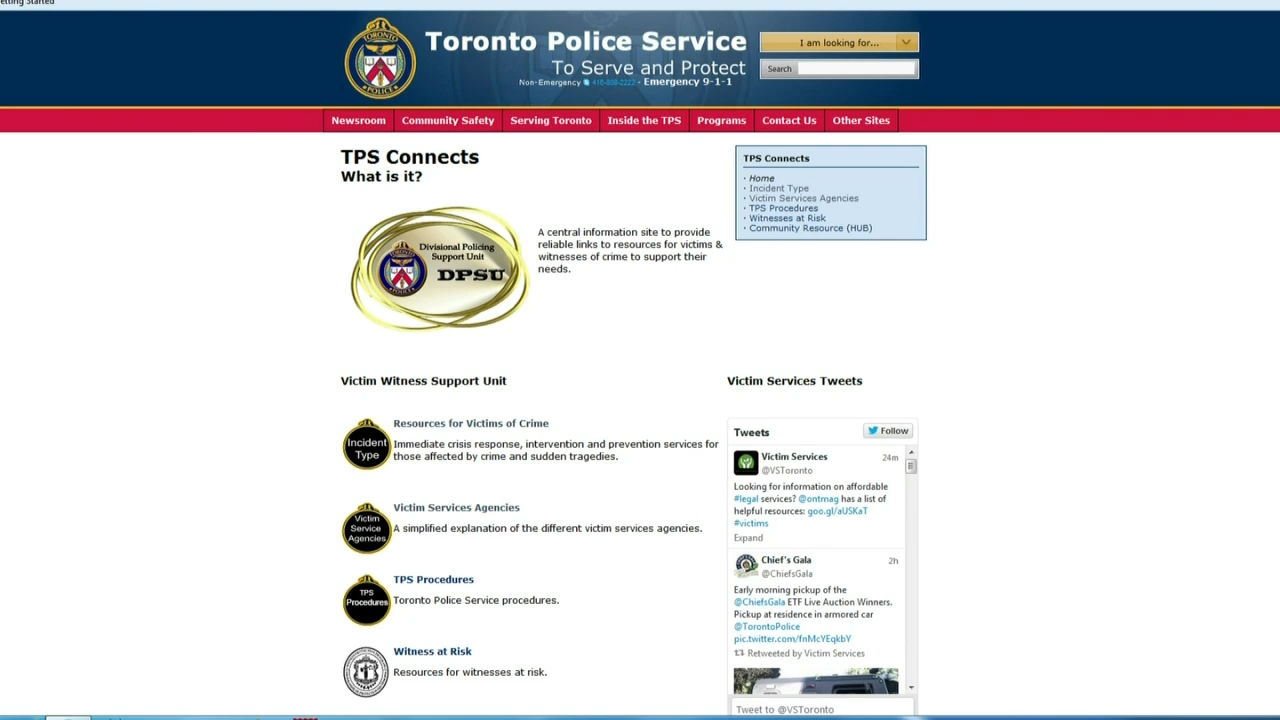 etting Started
TORONTO
POLICE
Toronto Police Service
To Serve and Protect
Non-Emergency 416-808-2222 - Emergency 9-1-1
I am looking for...
Search
Newsroom Community Safety Serving Toronto Inside the TPS Programs Contact Us Other Sites
TPS Connects
What is it?
Divisional Policing
Support Unit
DPSU
A central information site to provide
reliable links to resources for victims &
witnesses of crime to support their
needs.
TPS Connects
· Home
· Incident Type
· Victim Services Agencies
· TPS Procedures
· Witnesses at Risk
· Community Resource (HUB)
Victim Witness Support Unit
Incident
Type
Resources for Victims of Crime
Immediate crisis response, intervention and prevention services for
those affected by crime and sudden tragedies.
Victim
Service
Agencies
Victim Services Agencies
A simplified explanation of the different victim services agencies.
TPS
Procedures
TPS Procedures
Toronto Police Service procedures.
Witness at Risk
Resources for witnesses at risk.
Victim Services Tweets
Tweets
Follow
Victim Services 24m
@VSToronto
Looking for information on affordable
#legal services? @ontmag has a list of
helpful resources: goo.gl/aUSKaT
#victims
Expand
Chief's Gala 2h
@ChiefsGala
Early morning pickup of the
@ChiefsGala ETF Live Auction Winners.
Pickup at residence in armored car
@TorontoPolice
pic.twitter.com/fnMcYEqkbY
Retweeted by Victim Services
Tweet to @VSToronto